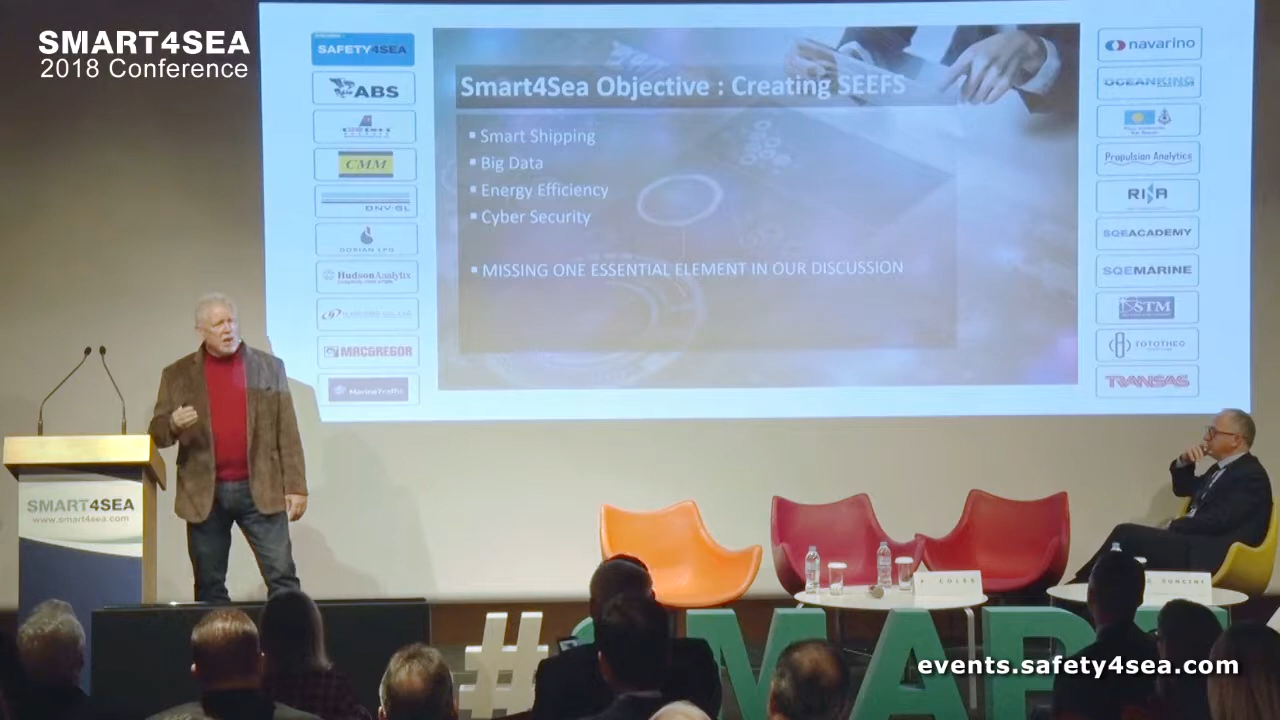 SMART4SEA
2018 Conference
SAFETY4SEA
ABS
CMM
DNV·GL
DORIAN LPG
HudsonAnalytix
MACGREGOR
MarineTraffic
Smart4Sea Objective : Creating SEEFS
▪ Smart Shipping
▪ Big Data
▪ Energy Efficiency
▪ Cyber Security
▪ MISSING ONE ESSENTIAL ELEMENT IN OUR DISCUSSION
navarino
OCEANKING
Propulsion Analytics
RINA
SQEACADEMY
SQEMARINE
STM
TOTOTHEO
TRANSAS
SMART4SEA
www.smart4sea.com
COLES
#SMART
events.safety4sea.com